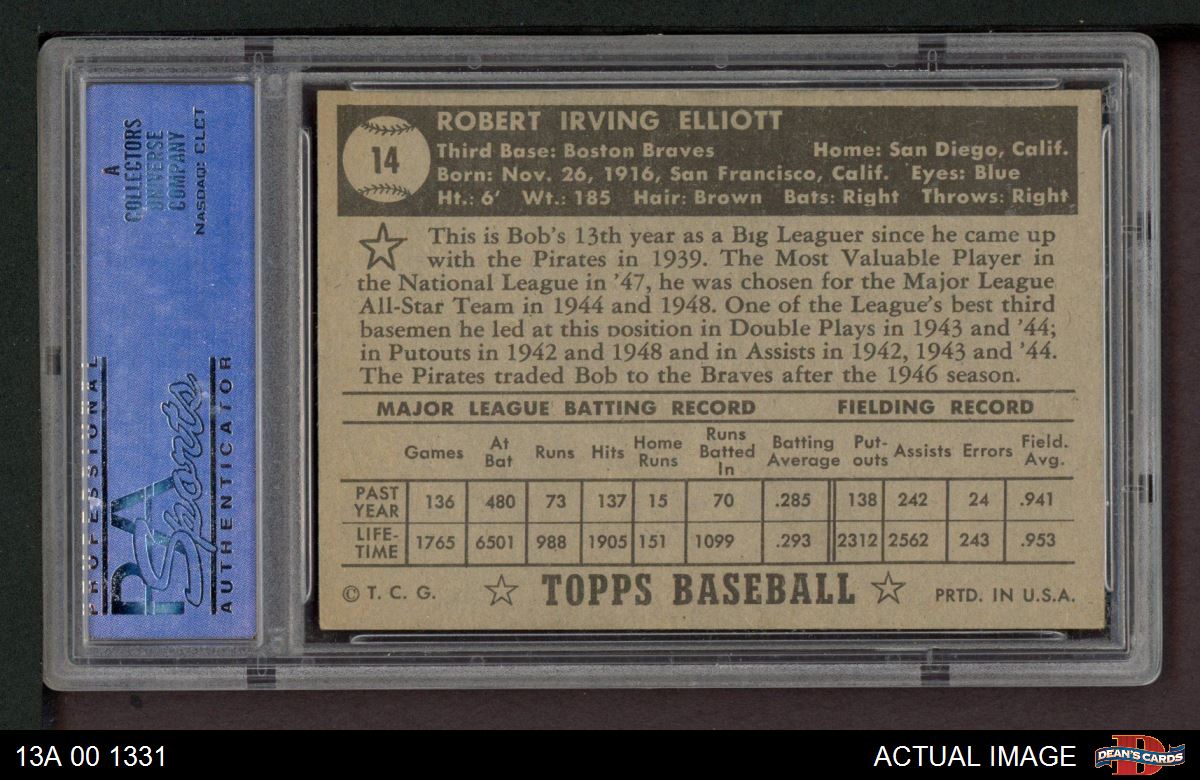 A
COLLECTORS
UNIVERSE
COMPANY
NASDAQ: CLCT
PROFESSIONAL
PSA
Sports
AUTHENTICATOR
14
ROBERT IRVING ELLIOTT
Third Base: Boston Braves Home: San Diego, Calif.
Born: Nov. 26, 1916, San Francisco, Calif. Eyes: Blue
Ht.: 6' Wt.: 185 Hair: Brown Bats: Right Throws: Right
This is Bob's 13th year as a Big Leaguer since he came up
with the Pirates in 1939. The Most Valuable Player in
the National League in '47, he was chosen for the Major League
All-Star Team in 1944 and 1948. One of the League's best third
basemen he led at this position in Double Plays in 1943 and '44;
in Putouts in 1942 and 1948 and in Assists in 1942, 1943 and '44.
The Pirates traded Bob to the Braves after the 1946 season.
MAJOR LEAGUE BATTING RECORD FIELDING RECORD
Games At Bat Runs Hits Home Runs Runs Batted In Batting Average Put-outs Assists Errors Field. Avg.
PAST YEAR 136 480 73 137 15 70 .285 138 242 24 .941
LIFE-TIME 1765 6501 988 1905 151 1099 .293 2312 2562 243 .953
© T. C. G. TOPPS BASEBALL PRTD. IN U.S.A.
13A 00 1331 ACTUAL IMAGE DEAN'S CARDS